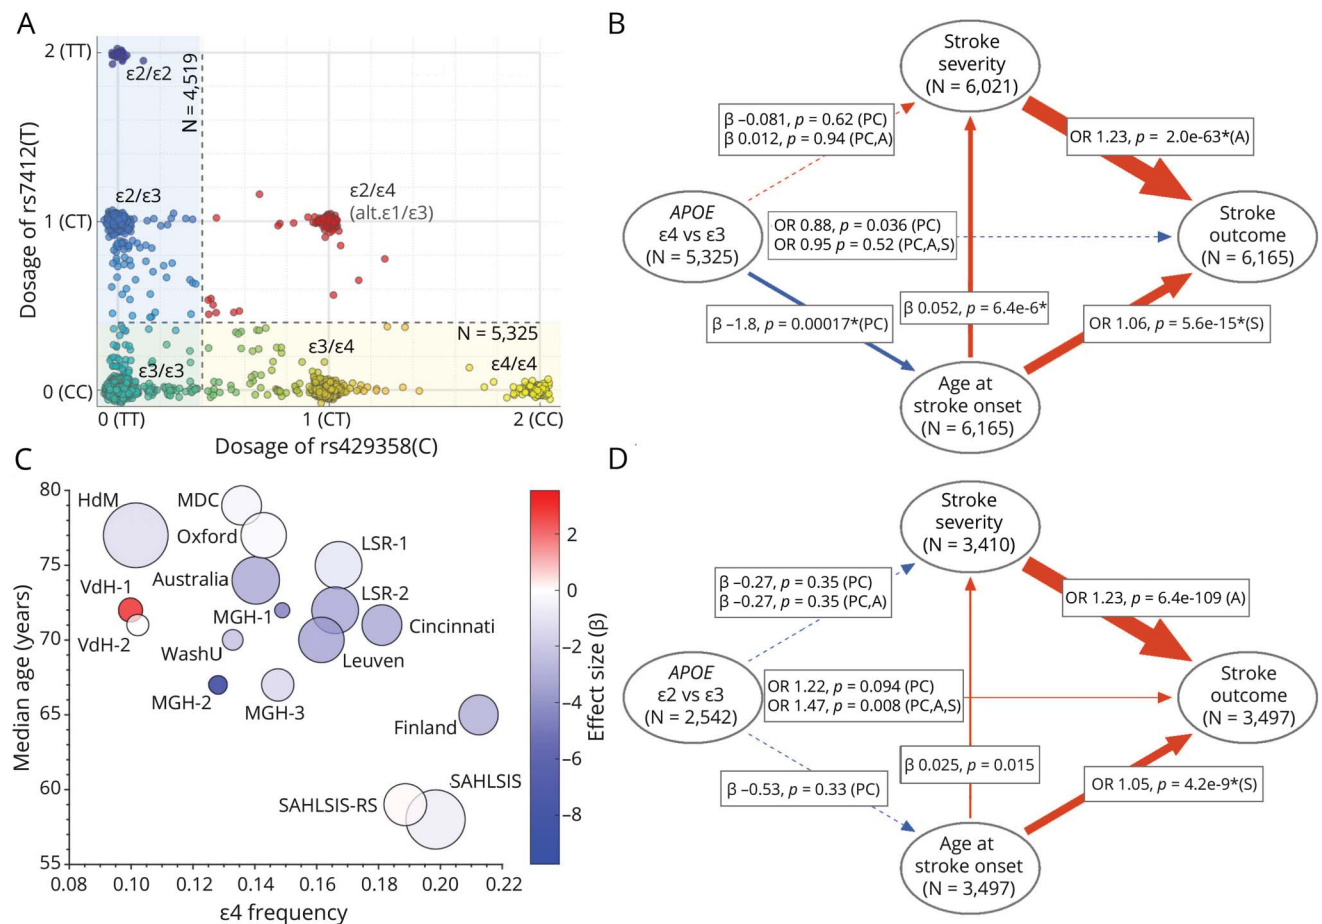 A
Dosage of rs7412(T)
2 (TT)
1 (CT)
0 (CC)
ε2/ε2
N = 4,519
ε2/ε3
ε2/ε4
(alt.ε1/ε3)
N = 5,325
ε3/ε3
ε3/ε4
ε4/ε4
0 (TT)
1 (CT)
2 (CC)
Dosage of rs429358(C)
B
Stroke
severity
(N = 6,021)
β –0.081, p = 0.62 (PC)
β 0.012, p = 0.94 (PC,A)
OR 1.23, p = 2.0e-63*(A)
APOE
ε4 vs ε3
(N = 5,325)
OR 0.88, p = 0.036 (PC)
OR 0.95 p = 0.52 (PC,A,S)
Stroke
outcome
(N = 6,165)
β –1.8, p = 0.00017*(PC)
β 0.052, p = 6.4e-6*
OR 1.06, p = 5.6e-15*(S)
Age at
stroke onset
(N = 6,165)
C
Median age (years)
80
75
70
65
60
55
HdM
MDC
Oxford
LSR-1
Australia
VdH-1
LSR-2
MGH-1
Cincinnati
VdH-2
WashU
Leuven
MGH-2
MGH-3
Finland
SAHLSIS
SAHLSIS-RS
0.08
0.10
0.12
0.14
0.16
0.18
0.20
0.22
ε4 frequency
2
0
−2
−4
−6
−8
Effect size (β)
D
Stroke
severity
(N = 3,410)
β –0.27, p = 0.35 (PC)
β –0.27, p = 0.35 (PC,A)
OR 1.23, p = 6.4e-109 (A)
APOE
ε2 vs ε3
(N = 2,542)
OR 1.22, p = 0.094 (PC)
OR 1.47, p = 0.008 (PC,A,S)
Stroke
outcome
(N = 3,497)
β –0.53, p = 0.33 (PC)
β 0.025, p = 0.015
OR 1.05, p = 4.2e-9*(S)
Age at
stroke onset
(N = 3,497)